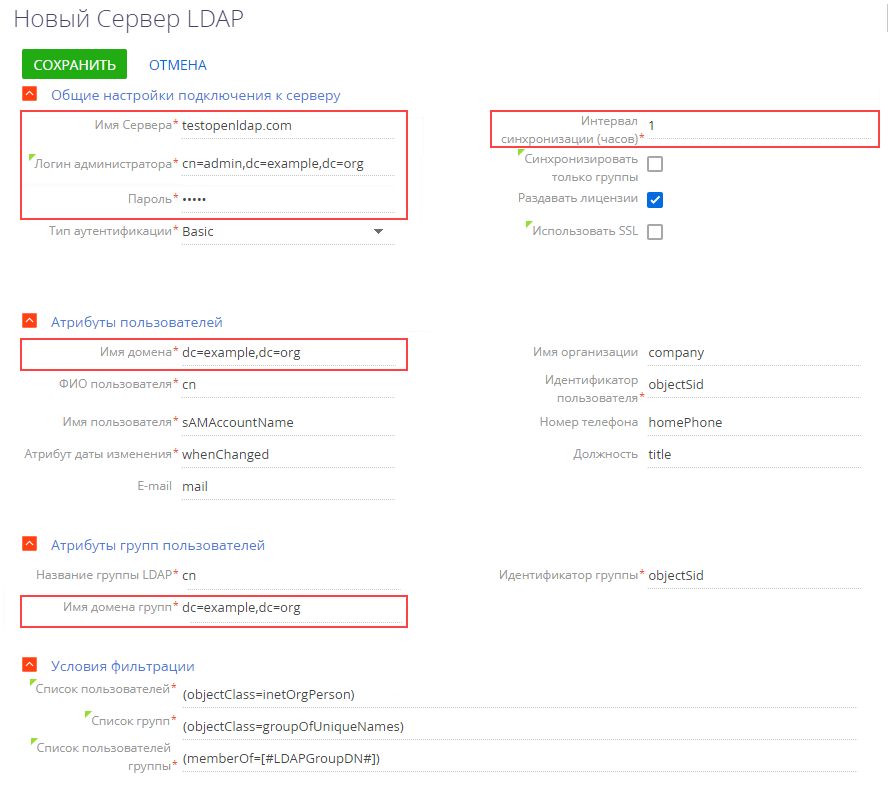 Новый Сервер LDAP
СОХРАНИТЬ ОТМЕНА
Общие настройки подключения к серверу
Имя Сервера* testopenldap.com
Логин администратора* cn=admin,dc=example,dc=org
Пароль* •••••
Тип аутентификации* Basic
Интервал
синхронизации (часов)* 1
Синхронизировать
только группы
Раздавать лицензии
Использовать SSL
Атрибуты пользователей
Имя домена* dc=example,dc=org
ФИО пользователя* cn
Имя пользователя* sAMAccountName
Атрибут даты изменения* whenChanged
E-mail mail
Имя организации company
Идентификатор
пользователя* objectSid
Номер телефона homePhone
Должность title
Атрибуты групп пользователей
Название группы LDAP* cn
Имя домена групп* dc=example,dc=org
Идентификатор группы* objectSid
Условия фильтрации
Список пользователей* (objectClass=inetOrgPerson)
Список групп* (objectClass=groupOfUniqueNames)
Список пользователей
группы* (memberOf=[#LDAPGroupDN#])